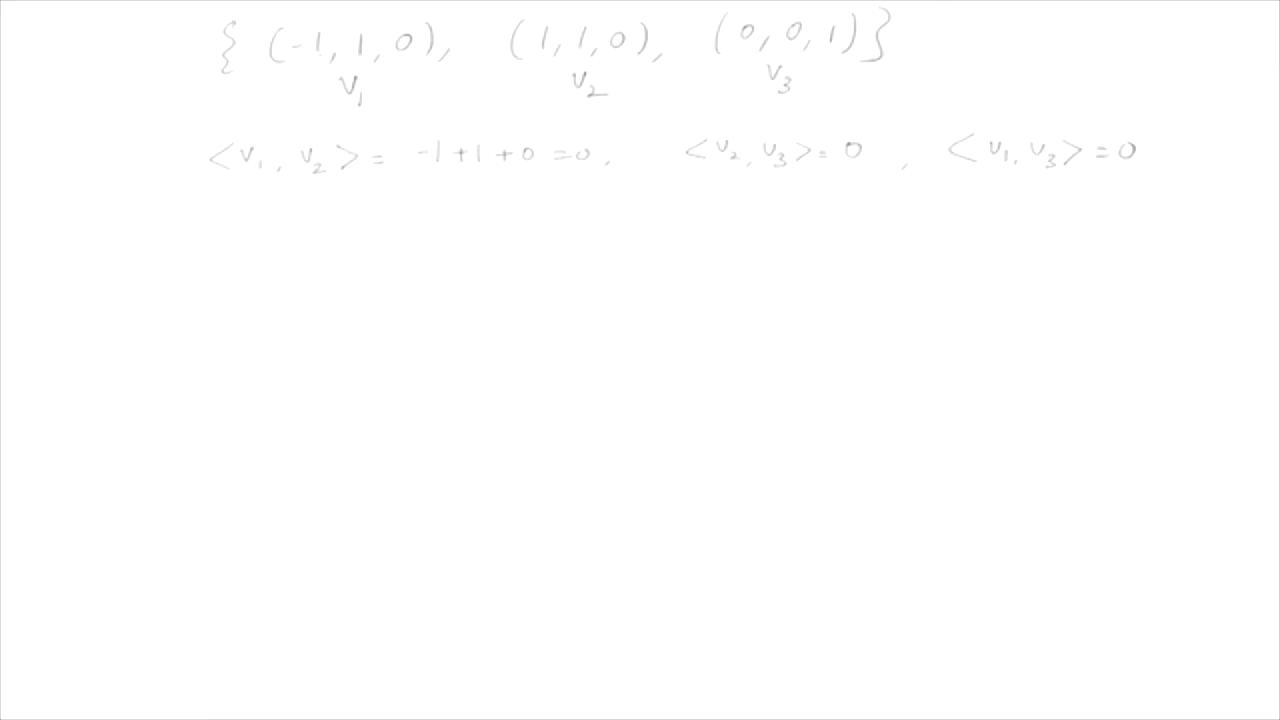 { (-1, 1, 0), (1, 1, 0), (0, 0, 1) }
v₁ v₂ v₃
<v₁, v₂> = -1+1+0 =0, <v₂, v₃> = 0 , <v₁, v₃> = 0